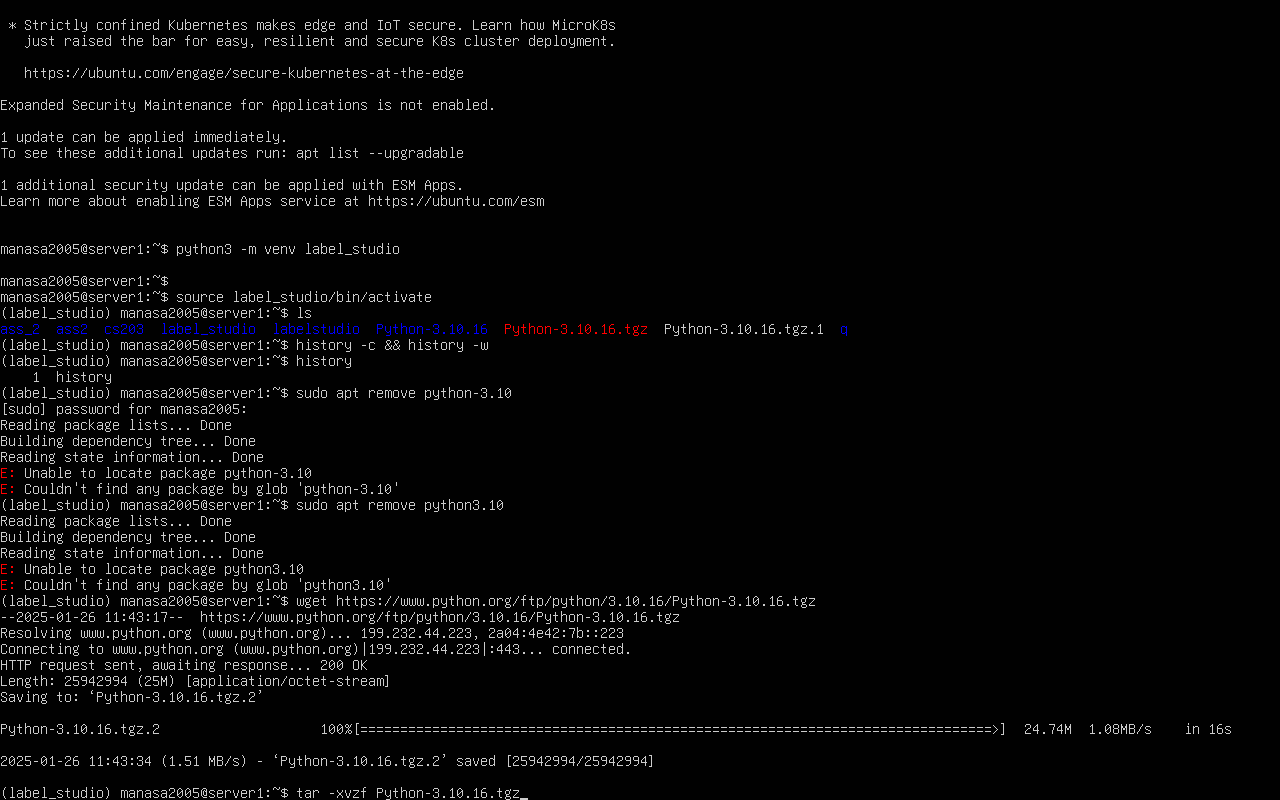 * Strictly confined Kubernetes makes edge and IoT secure. Learn how MicroK8s
just raised the bar for easy, resilient and secure K8s cluster deployment.
https://ubuntu.com/engage/secure-kubernetes-at-the-edge
Expanded Security Maintenance for Applications is not enabled.
1 update can be applied immediately.
To see these additional updates run: apt list --upgradable
1 additional security update can be applied with ESM Apps.
Learn more about enabling ESM Apps service at https://ubuntu.com/esm
manasa2005@server1:~$ python3 -m venv label_studio
manasa2005@server1:~$
manasa2005@server1:~$ source label_studio/bin/activate
(label_studio) manasa2005@server1:~$ ls
ass_2  ass2  cs203  label_studio  labelstudio  Python-3.10.16  Python-3.10.16.tgz  Python-3.10.16.tgz.1  q
(label_studio) manasa2005@server1:~$ history -c && history -w
(label_studio) manasa2005@server1:~$ history
1  history
(label_studio) manasa2005@server1:~$ sudo apt remove python-3.10
[sudo] password for manasa2005:
Reading package lists... Done
Building dependency tree... Done
Reading state information... Done
E: Unable to locate package python-3.10
E: Couldn't find any package by glob 'python-3.10'
(label_studio) manasa2005@server1:~$ sudo apt remove python3.10
Reading package lists... Done
Building dependency tree... Done
Reading state information... Done
E: Unable to locate package python3.10
E: Couldn't find any package by glob 'python3.10'
(label_studio) manasa2005@server1:~$ wget https://www.python.org/ftp/python/3.10.16/Python-3.10.16.tgz
--2025-01-26 11:43:17--  https://www.python.org/ftp/python/3.10.16/Python-3.10.16.tgz
Resolving www.python.org (www.python.org)... 199.232.44.223, 2a04:4e42:7b::223
Connecting to www.python.org (www.python.org)|199.232.44.223|:443... connected.
HTTP request sent, awaiting response... 200 OK
Length: 25942994 (25M) [application/octet-stream]
Saving to: ‘Python-3.10.16.tgz.2’
Python-3.10.16.tgz.2 100%[===============================================================================>] 24.74M 1.08MB/s in 16s
2025-01-26 11:43:34 (1.51 MB/s) - ‘Python-3.10.16.tgz.2’ saved [25942994/25942994]
(label_studio) manasa2005@server1:~$ tar -xvzf Python-3.10.16.tgz_